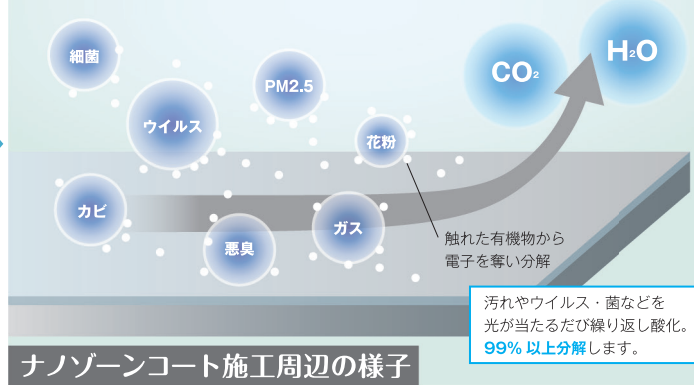 細菌
PM2.5
CO₂
H₂O
ウイルス
花粉
カビ
悪臭
ガス
触れた有機物から
電子を奪い分解
汚れやウイルス・菌などを
光が当たるだび繰り返し酸化。
99% 以上分解します。
ナノゾーンコート施工周辺の様子